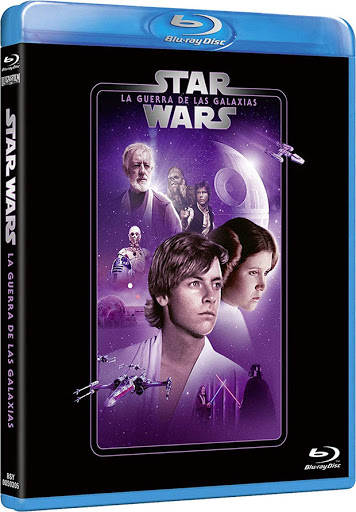 Blu-ray Disc
STAR
LA GUERRA DE LAS GALAXIAS
WARS
Blu-ray Disc
LUCASFILM
STAR WARS
LA GUERRA DE LAS GALAXIAS